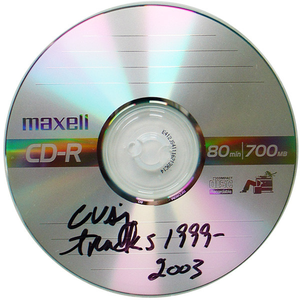 maxell
CD-R
80min 700MB
tracks 1999-
2003